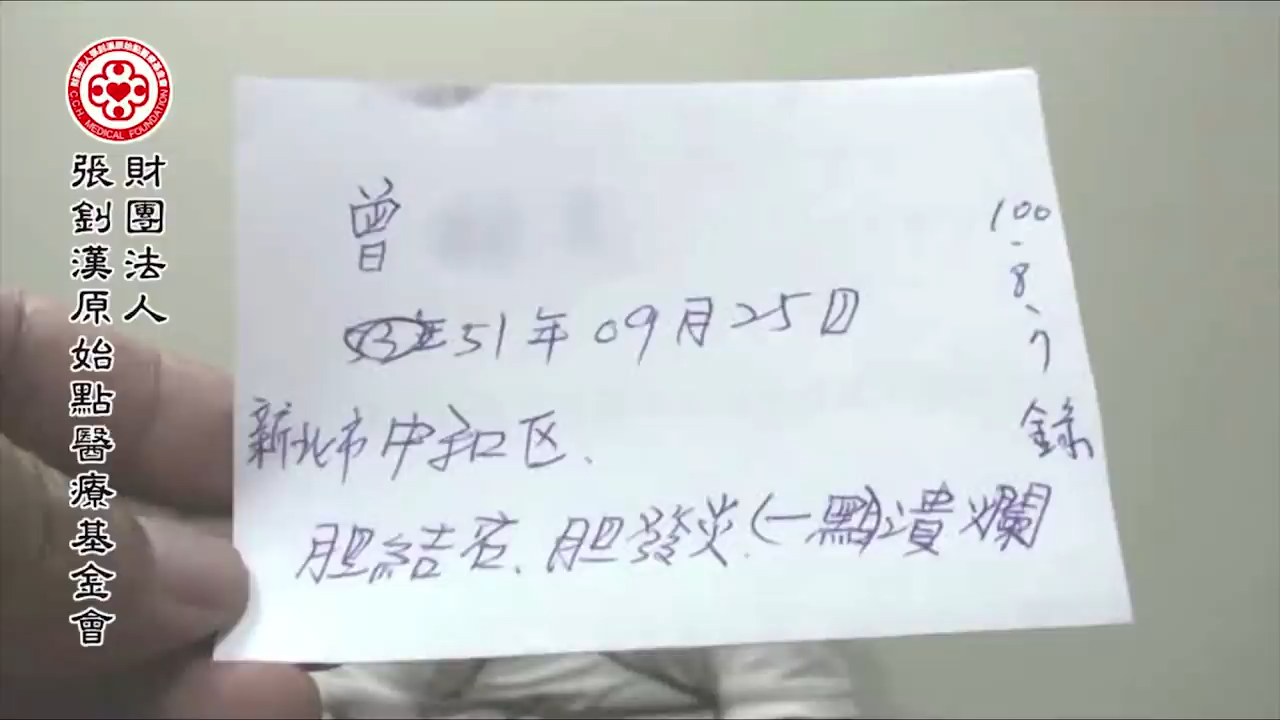 財團法人
張釗漢原始點醫療基金會
C.C.H. MEDICAL FOUNDATION
曾
51年09月25日
新北市中和区、
胆結石、胆發炎、(一點)潰爛
100、8、7錄